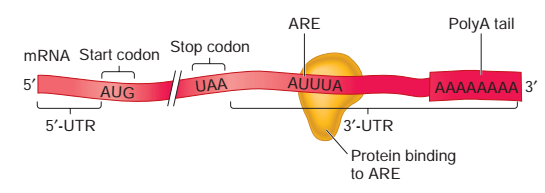 ARE
PolyA tail
mRNA
Start codon
Stop codon
5′
AUG
UAA
AUUUA
AAAAAAAA
3′
5′-UTR
3′-UTR
Protein binding
to ARE